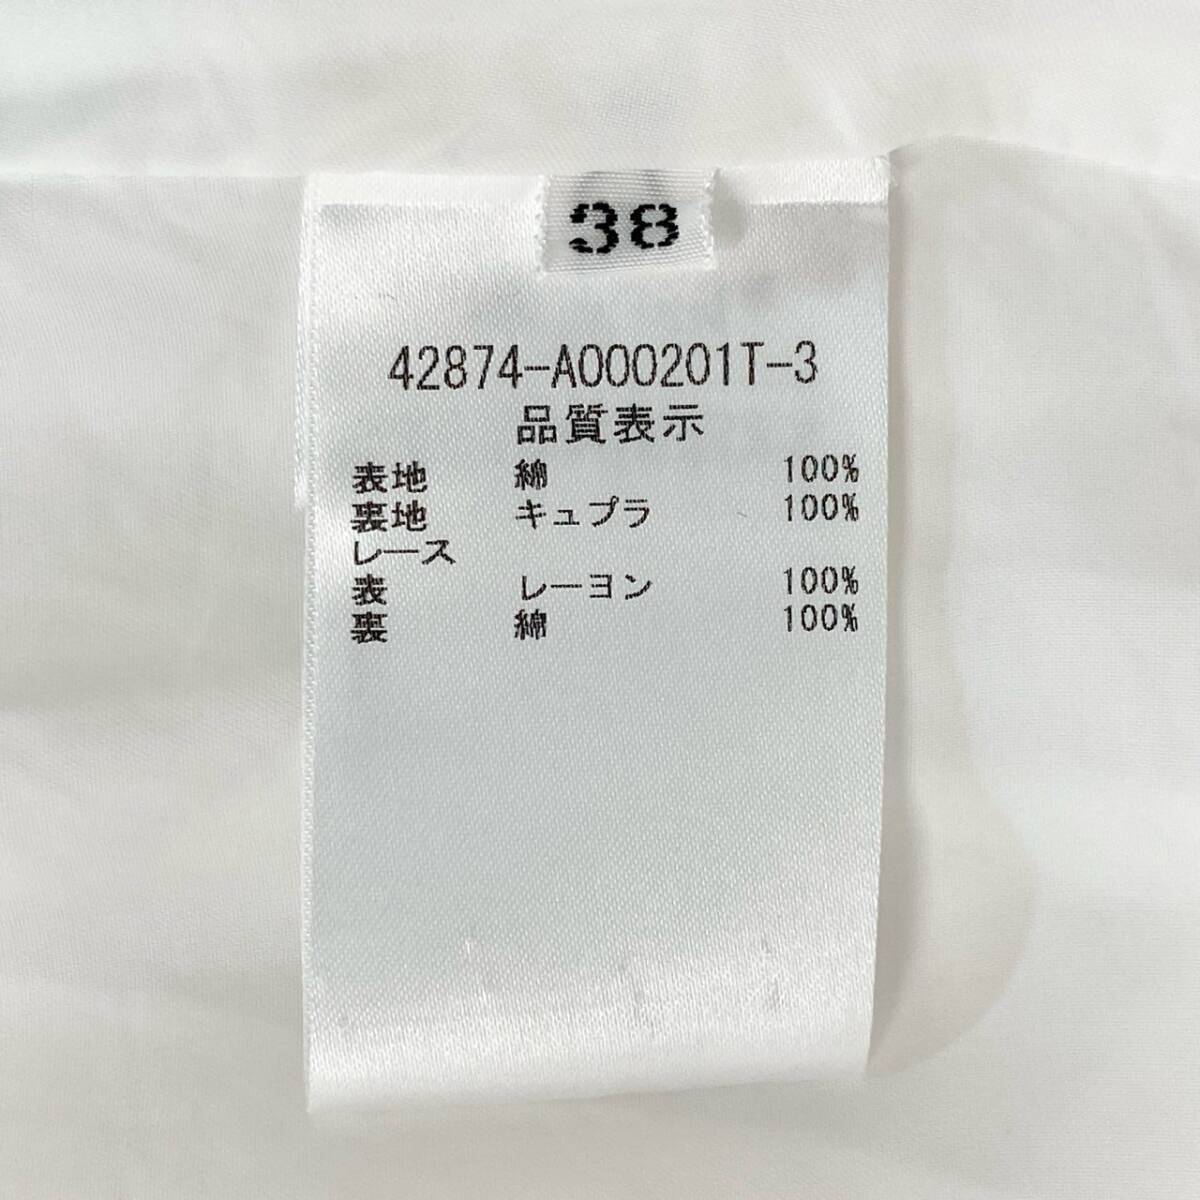 38
42874-A000201T-3
品質表示
表地 綿 100%
裏地 キュプラ 100%
レース
表 レーヨン 100%
裏 綿 100%